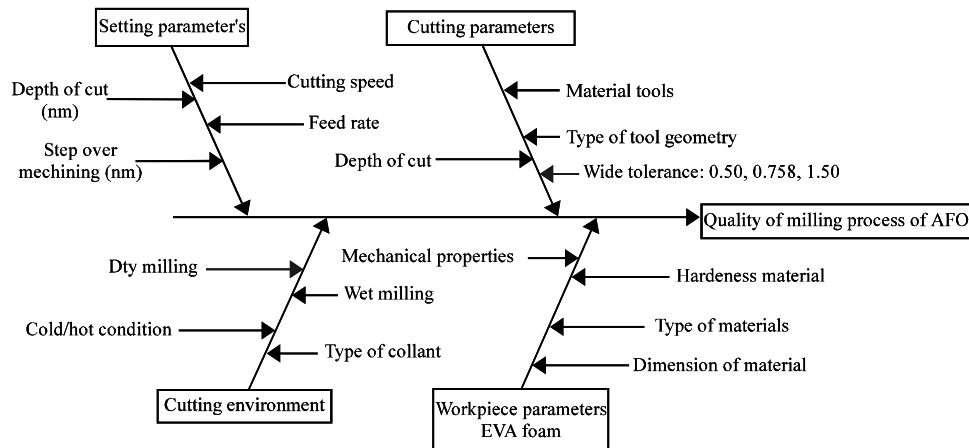 Setting parameter's
Cutting parameters
Cutting speed
Depth of cut
(nm)
Feed rate
Step over
mechining (nm)
Material tools
Type of tool geometry
Depth of cut
Wide tolerance: 0.50, 0.758, 1.50
Quality of milling process of AFO
Mechanical properties
Dty milling
Hardeness material
Wet milling
Cold/hot condition
Type of materials
Type of collant
Dimension of material
Cutting environment
Workpiece parameters
EVA foam